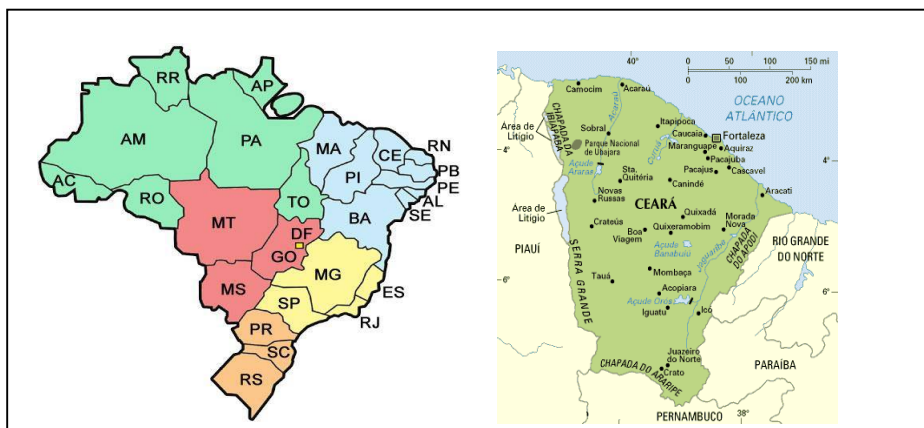 RR
AP
AM
PA
MA
CE
RN
PB
PE
AL
SE
PI
AC
RO
TO
BA
MT
DF
GO
MG
MS
ES
SP
RJ
PR
SC
RS
40°
0 50 100 150 mi
0 100 200 km
Camocim
Acaraú
OCEANO
ATLÂNTICO
Acaraú
Itapipoca
CHAPADA DA
IBIAPABA
Área de
Litígio
Sobral
Caucaia
Fortaleza
Parque Nacional
de Ubajara
Maranguape
Aquiraz
4°
Curu
Pacajuba
4°
Açude
Araras
Sta.
Quitéria
Pacajus
Cascavel
Canindé
Novas
Russas
CEARÁ
Aracati
Área de
Litígio
Quixadá
Morada
Nova
Crateús
Boa
Viagem
Quixeramobim
CHAPADA
DO APODI
RIO GRANDE
DO NORTE
PIAUÍ
SERRA GRANDE
Açude
Banabuiú
Jaguaribe
Mombaça
Tauá
6°
Acopiara
6°
Açude Orós
Iguatu
Icó
Juazeiro
do Norte
CHAPADA DO ARARIPE
Crato
PARAÍBA
PERNAMBUCO
38°